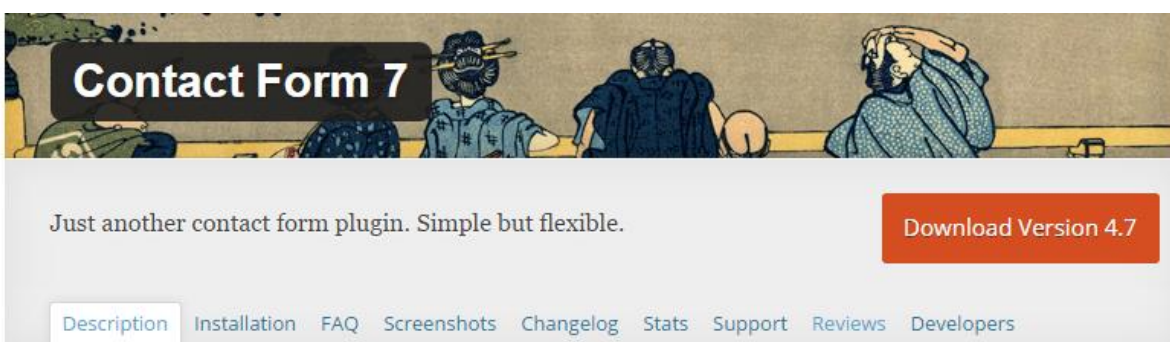 Contact Form 7
Just another contact form plugin. Simple but flexible.
Download Version 4.7
Description Installation FAQ Screenshots Changelog Stats Support Reviews Developers